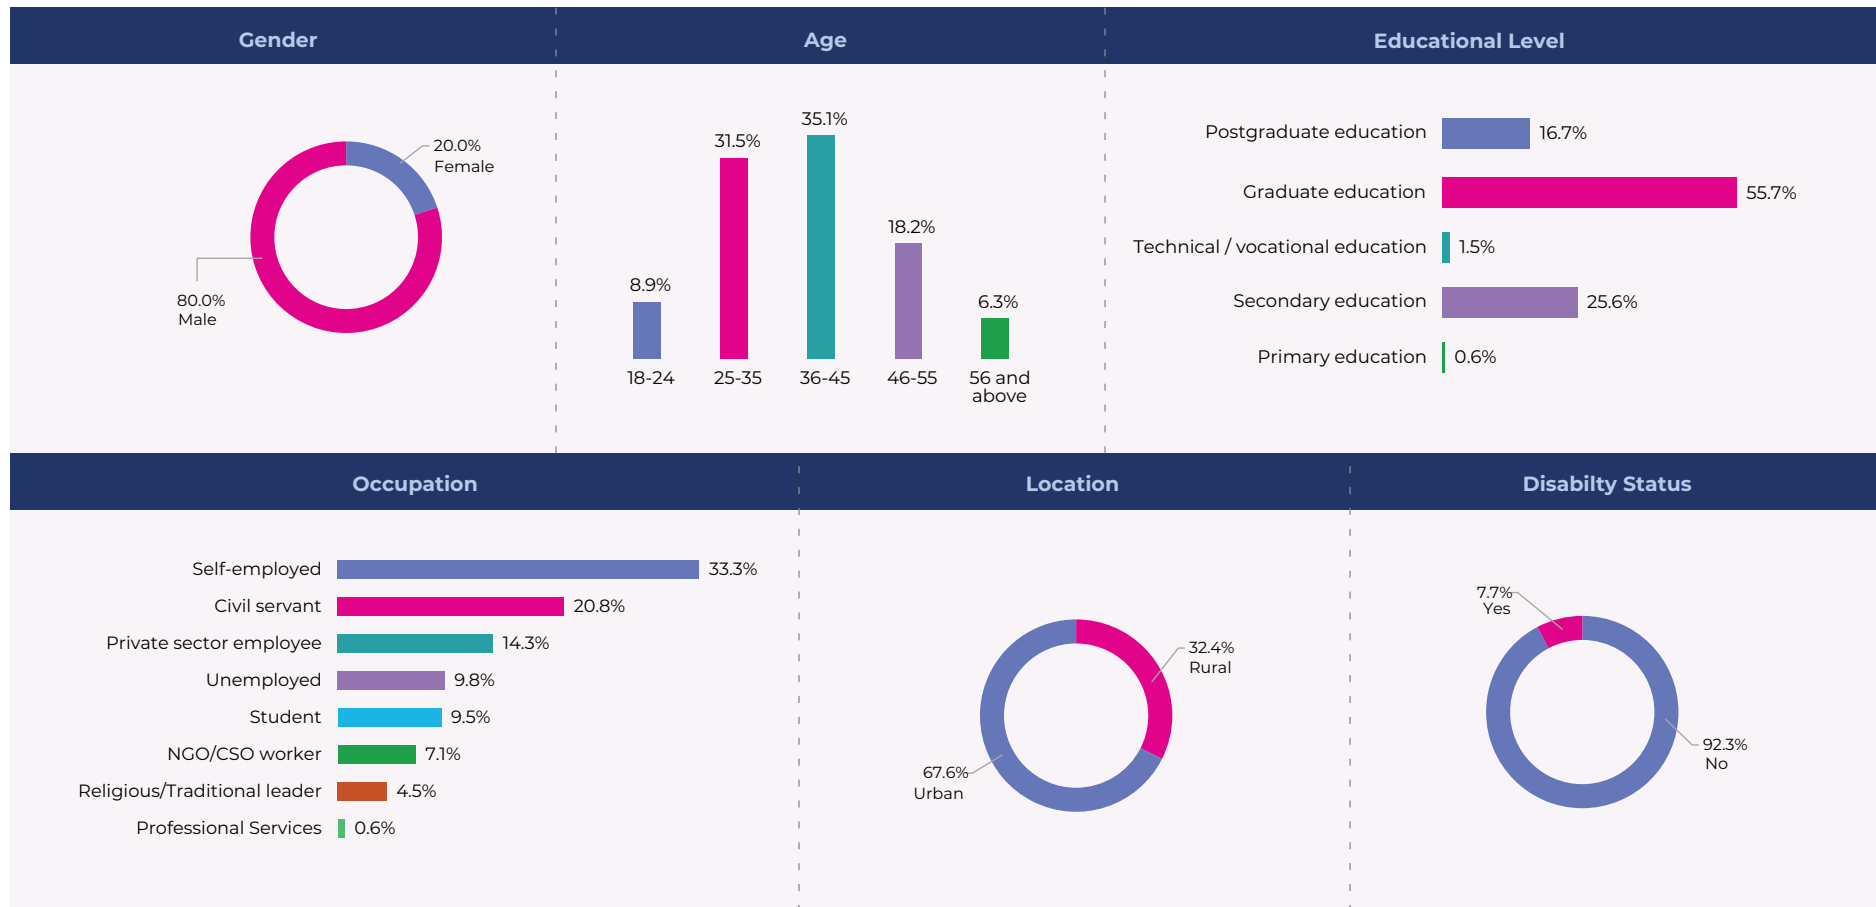 Gender
20.0%
Female
80.0%
Male
Age
8.9%
31.5%
35.1%
18.2%
6.3%
18-24
25-35
36-45
46-55
56 and
above
Educational Level
Postgraduate education 16.7%
Graduate education 55.7%
Technical / vocational education 1.5%
Secondary education 25.6%
Primary education 0.6%
Occupation
Self-employed 33.3%
Civil servant 20.8%
Private sector employee 14.3%
Unemployed 9.8%
Student 9.5%
NGO/CSO worker 7.1%
Religious/Traditional leader 4.5%
Professional Services 0.6%
Location
32.4%
Rural
67.6%
Urban
Disabilty Status
7.7%
Yes
92.3%
No